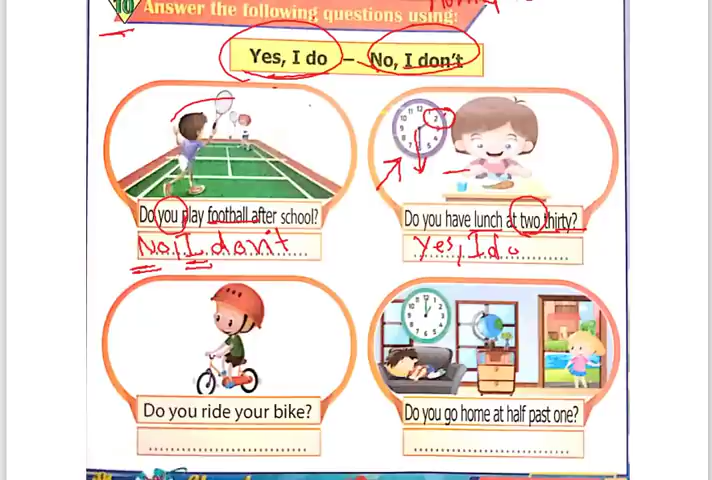 10 Answer the following questions using:
Yes, I do – No, I don't
Do you play football after school?
No, I don't
Do you have lunch at two thirty?
Yes, I do
Do you ride your bike?
Do you go home at half past one?